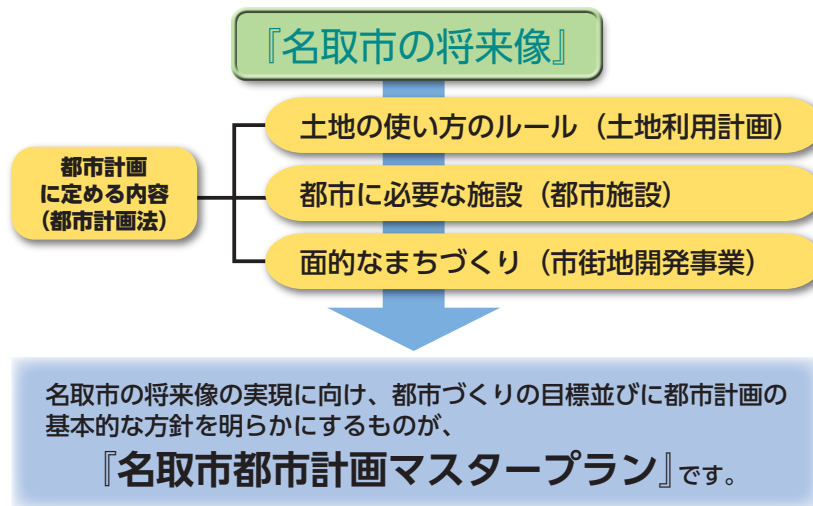 『名取市の将来像』
土地の使い方のルール（土地利用計画）
都市計画
に定める内容
（都市計画法）
都市に必要な施設（都市施設）
面的なまちづくり（市街地開発事業）
名取市の将来像の実現に向け、都市づくりの目標並びに都市計画の
基本的な方針を明らかにするものが、
『名取市都市計画マスタープラン』です。